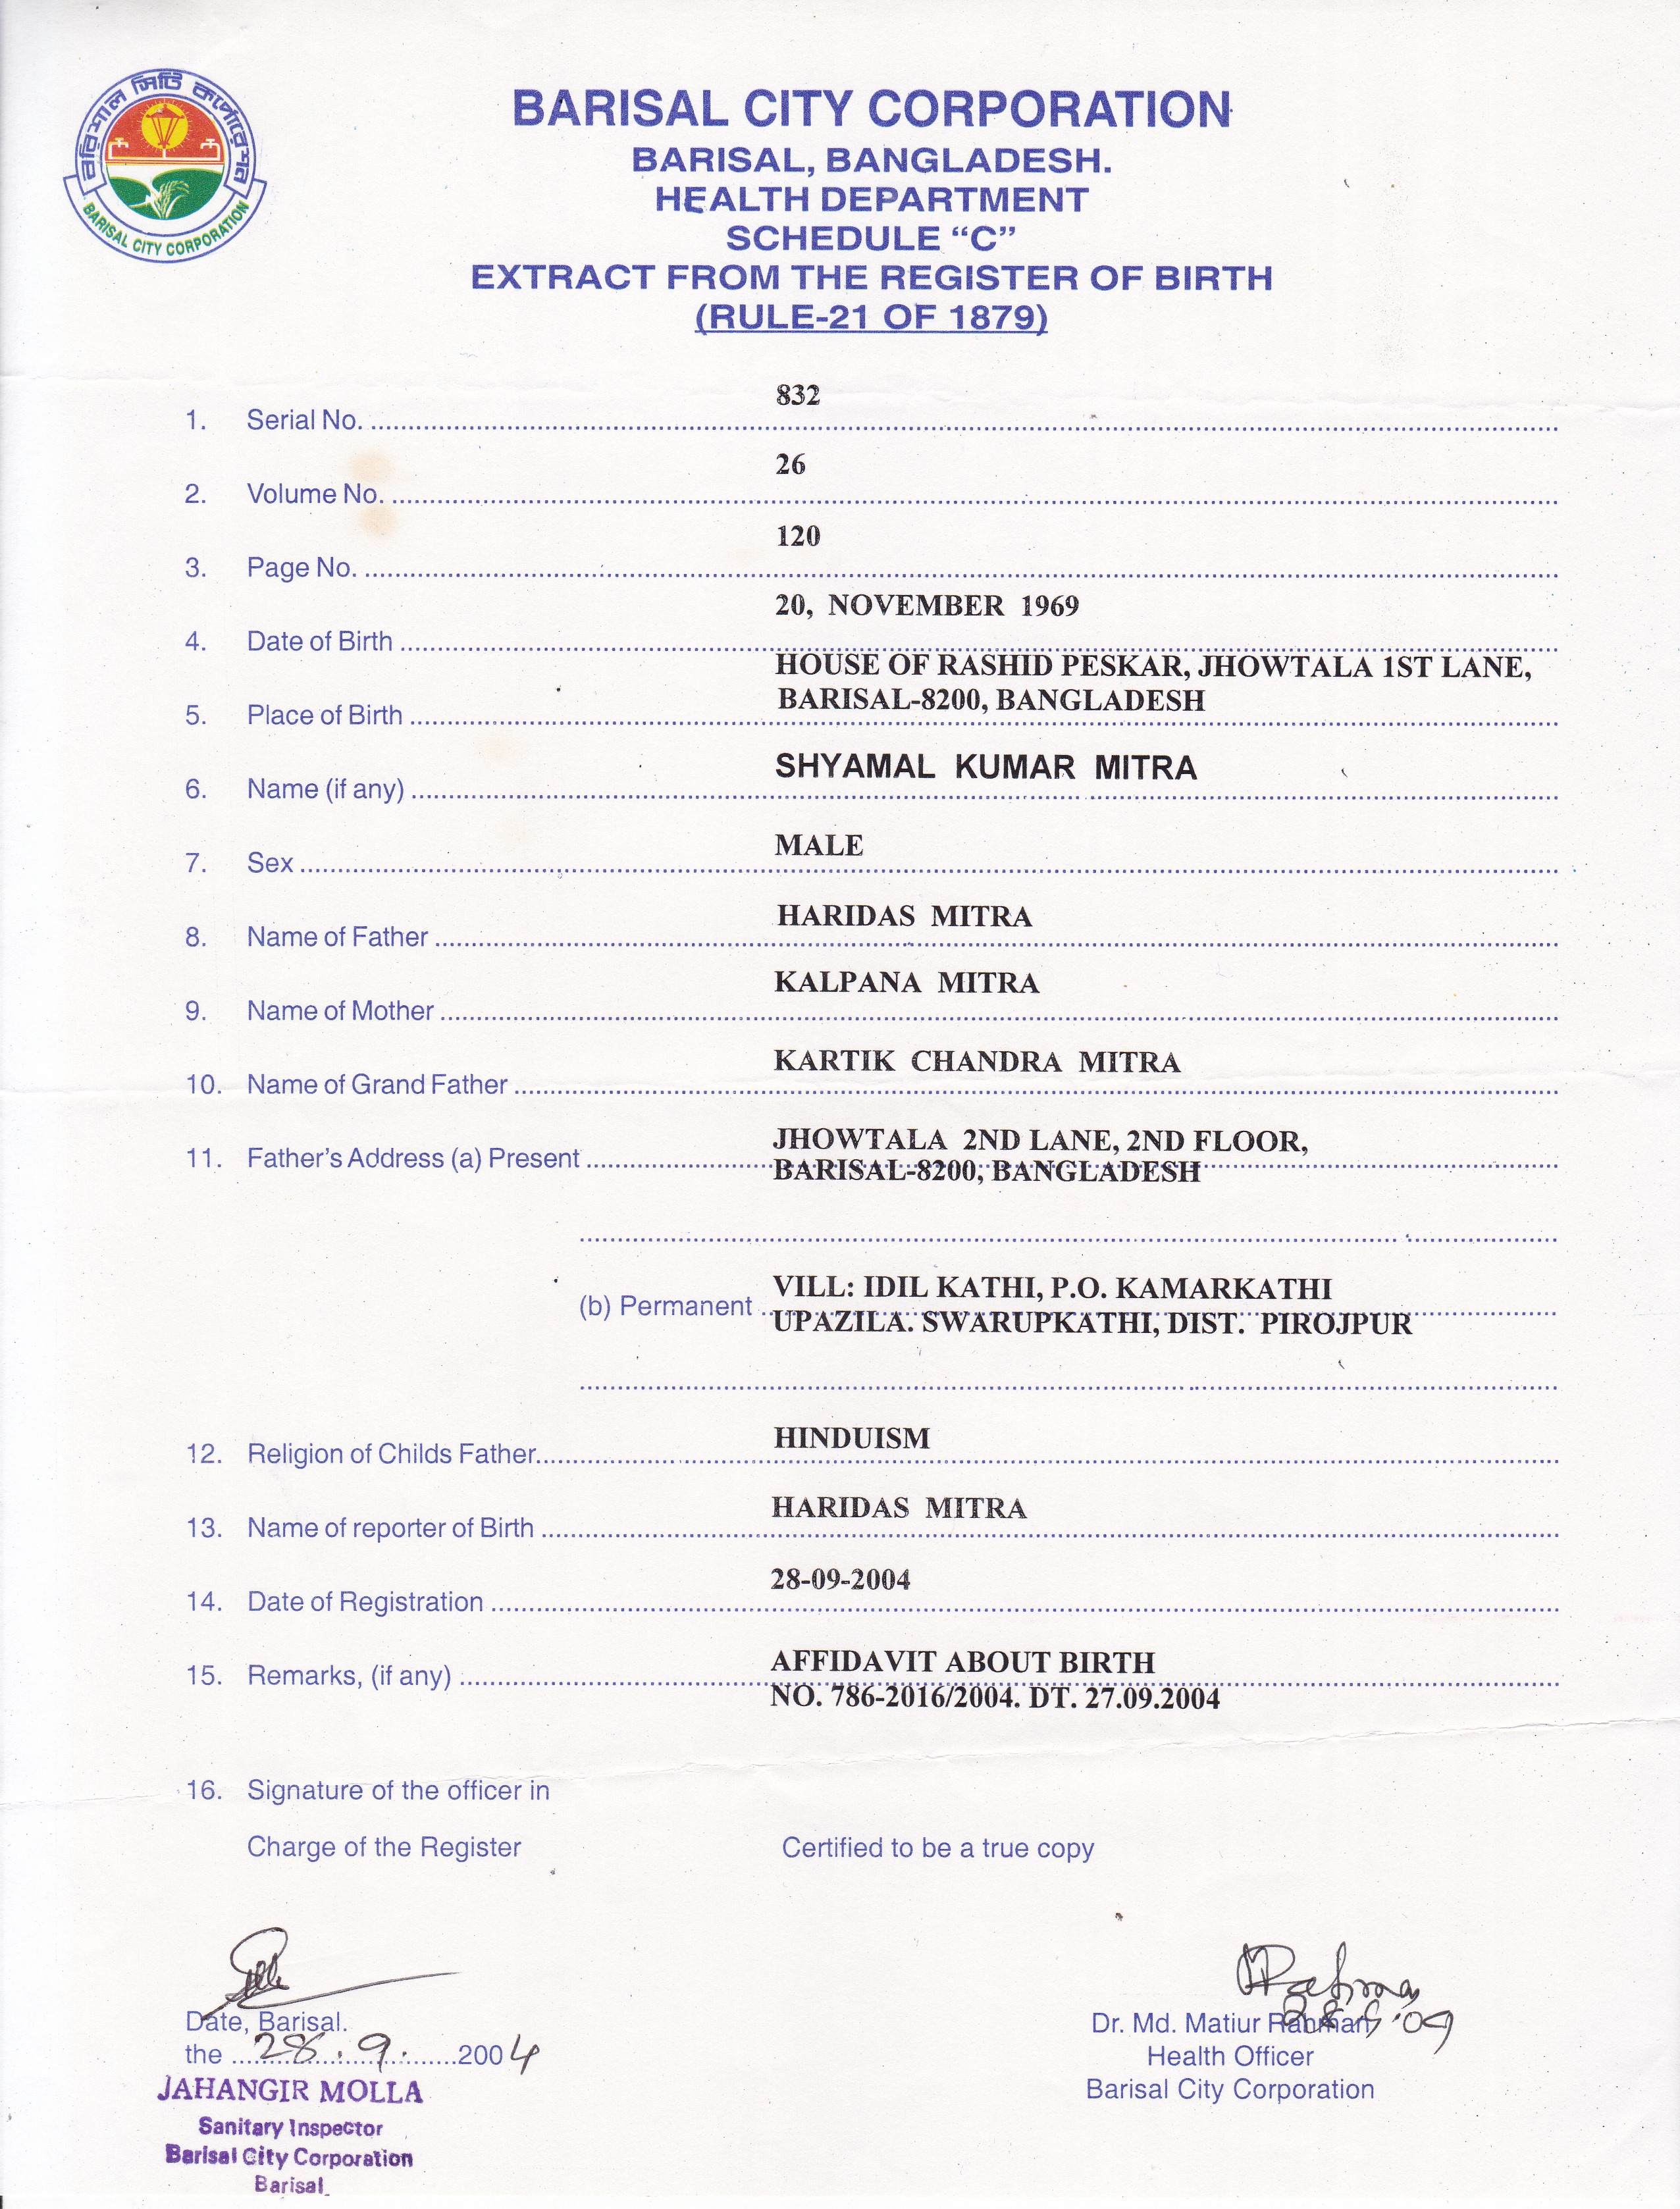 বরিশাল সিটি কর্পোরেশন
BARISAL CITY CORPORATION
BARISAL CITY CORPORATION
BARISAL, BANGLADESH.
HEALTH DEPARTMENT
SCHEDULE “C”
EXTRACT FROM THE REGISTER OF BIRTH
(RULE-21 OF 1879)
1. Serial No. 832
2. Volume No. 26
3. Page No. 120
4. Date of Birth 20, NOVEMBER 1969
HOUSE OF RASHID PESKAR, JHOWTALA 1ST LANE,
5. Place of Birth BARISAL-8200, BANGLADESH
6. Name (if any) SHYAMAL KUMAR MITRA
7. Sex MALE
8. Name of Father HARIDAS MITRA
9. Name of Mother KALPANA MITRA
10. Name of Grand Father KARTIK CHANDRA MITRA
11. Father’s Address (a) Present JHOWTALA 2ND LANE, 2ND FLOOR,
BARISAL-8200, BANGLADESH
(b) Permanent VILL: IDIL KATHI, P.O. KAMARKATHI
UPAZILA. SWARUPKATHI, DIST. PIROJPUR
12. Religion of Childs Father HINDUISM
13. Name of reporter of Birth HARIDAS MITRA
14. Date of Registration 28-09-2004
15. Remarks, (if any) AFFIDAVIT ABOUT BIRTH
NO. 786-2016/2004. DT. 27.09.2004
16. Signature of the officer in
Charge of the Register Certified to be a true copy
Date, Barisal.
the 28.9.2004
JAHANGIR MOLLA
Sanitary Inspector
Barisal City Corporation
Barisal
Dr. Md. Matiur Rahman
Health Officer
Barisal City Corporation